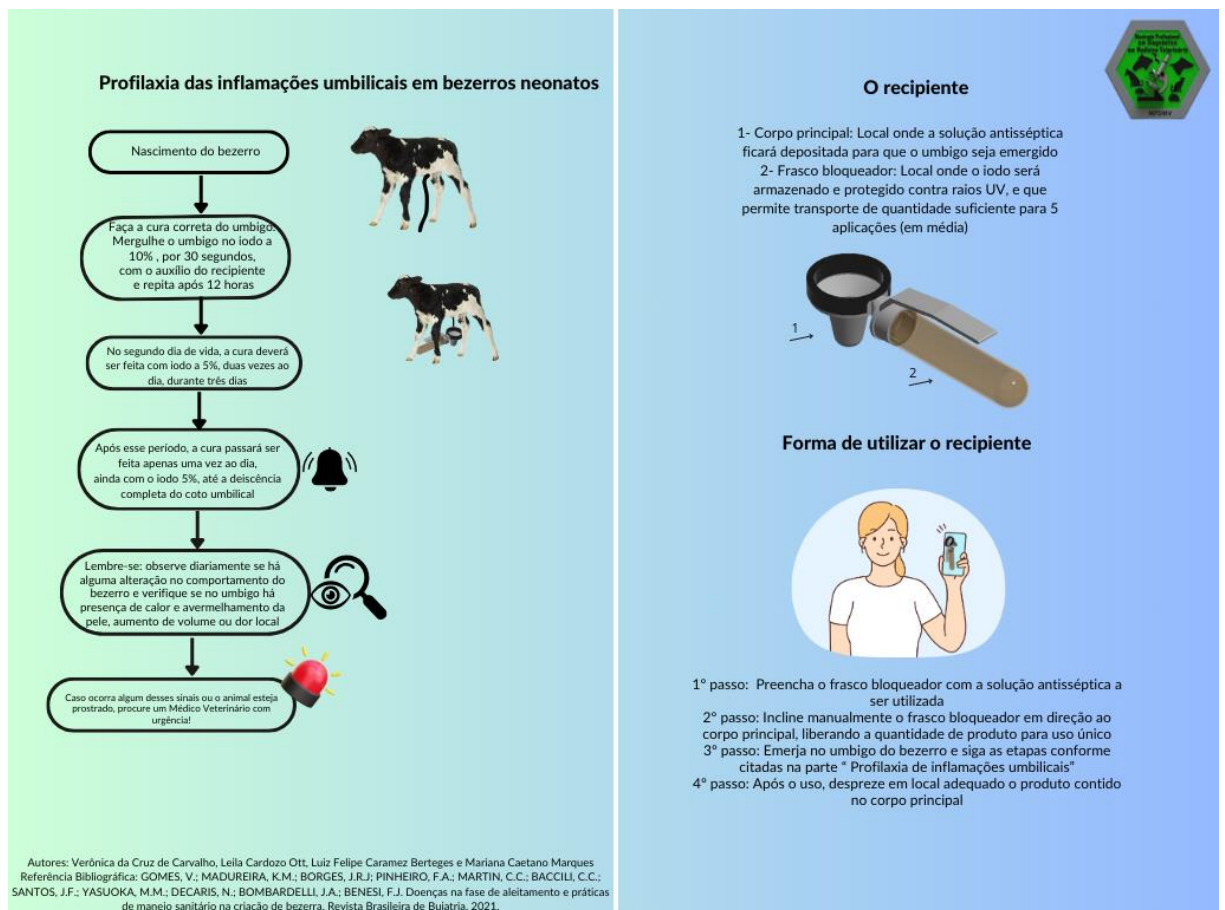 Profilaxia das inflamações umbilicais em bezerros neonatos
Nascimento do bezerro
Faça a cura correta do umbigo:
Mergulhe o umbigo no iodo a
10% , por 30 segundos,
com o auxílio do recipiente
e repita após 12 horas
No segundo dia de vida, a cura deverá
ser feita com iodo a 5%, duas vezes ao
dia, durante três dias
Após esse período, a cura passará ser
feita apenas uma vez ao dia,
ainda com o iodo 5%, até a deiscência
completa do coto umbilical
Lembre-se: observe diariamente se há
alguma alteração no comportamento do
bezerro e verifique se no umbigo há
presença de calor e avermelhamento da
pele, aumento de volume ou dor local
Caso ocorra algum desses sinais ou o animal esteja
prostrado, procure um Médico Veterinário com
urgência!
Autores: Verônica da Cruz de Carvalho, Leila Cardozo Ott, Luiz Felipe Caramez Berteges e Mariana Caetano Marques
Referência Bibliográfica: GOMES, V.; MADUREIRA, K.M.; BORGES, J.R.J; PINHEIRO, F.A.; MARTIN, C.C.; BACCILI, C.C.;
SANTOS, J.F.; YASUOKA, M.M.; DECARIS, N.; BOMBARDELLI, J.A.; BENESI, F.J. Doenças na fase de aleitamento e práticas
de manejo sanitário na criação de bezerra. Revista Brasileira de Buiatria, 2021.
Mestrado Profissional
em Diagnóstico
em Medicina Veterinária
O recipiente
1- Corpo principal: Local onde a solução antisséptica
ficará depositada para que o umbigo seja emergido
2- Frasco bloqueador: Local onde o iodo será
armazenado e protegido contra raios UV, e que
permite transporte de quantidade suficiente para 5
aplicações (em média)
1
2
Forma de utilizar o recipiente
1º passo: Preencha o frasco bloqueador com a solução antisséptica a
ser utilizada
2º passo: Incline manualmente o frasco bloqueador em direção ao
corpo principal, liberando a quantidade de produto para uso único
3º passo: Emerja no umbigo do bezerro e siga as etapas conforme
citadas na parte “ Profilaxia de inflamações umbilicais”
4º passo: Após o uso, despreze em local adequado o produto contido
no corpo principal